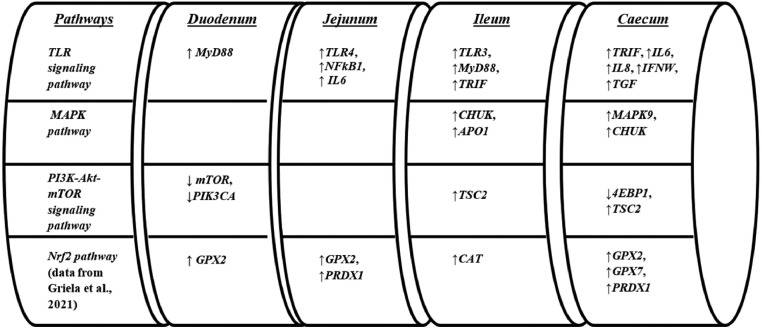 Pathways Duodenum Jejunum Ileum Caecum
TLR
signaling
pathway
↑ MyD88
↑TLR4,
↑NFkB1,
↑ IL6
↑TLR3,
↑MyD88,
↑TRIF
↑TRIF, ↑IL6,
↑IL8, ↑IFNW,
↑TGF
MAPK
pathway
↑CHUK,
↑APO1
↑MAPK9,
↑CHUK
PI3K-Akt-
mTOR
signaling
pathway
↓ mTOR,
↓PIK3CA
↑TSC2
↓4EBP1,
↑TSC2
Nrf2 pathway
(data from
Griela et al.,
2021)
↑ GPX2
↑GPX2,
↑PRDX1
↑CAT
↑GPX2,
↑GPX7,
↑PRDX1